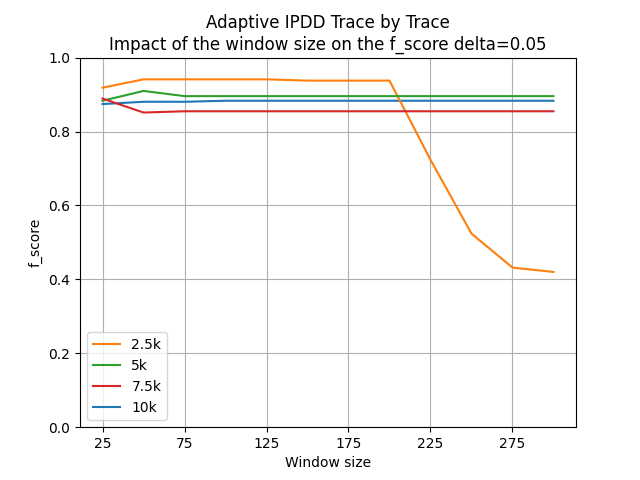 Adaptive IPDD Trace by Trace
Impact of the window size on the f_score delta=0.05
1.0
0.8
0.6
0.4
0.2
0.0
f_score
2.5k
5k
7.5k
10k
25 75 125 175 225 275
Window size